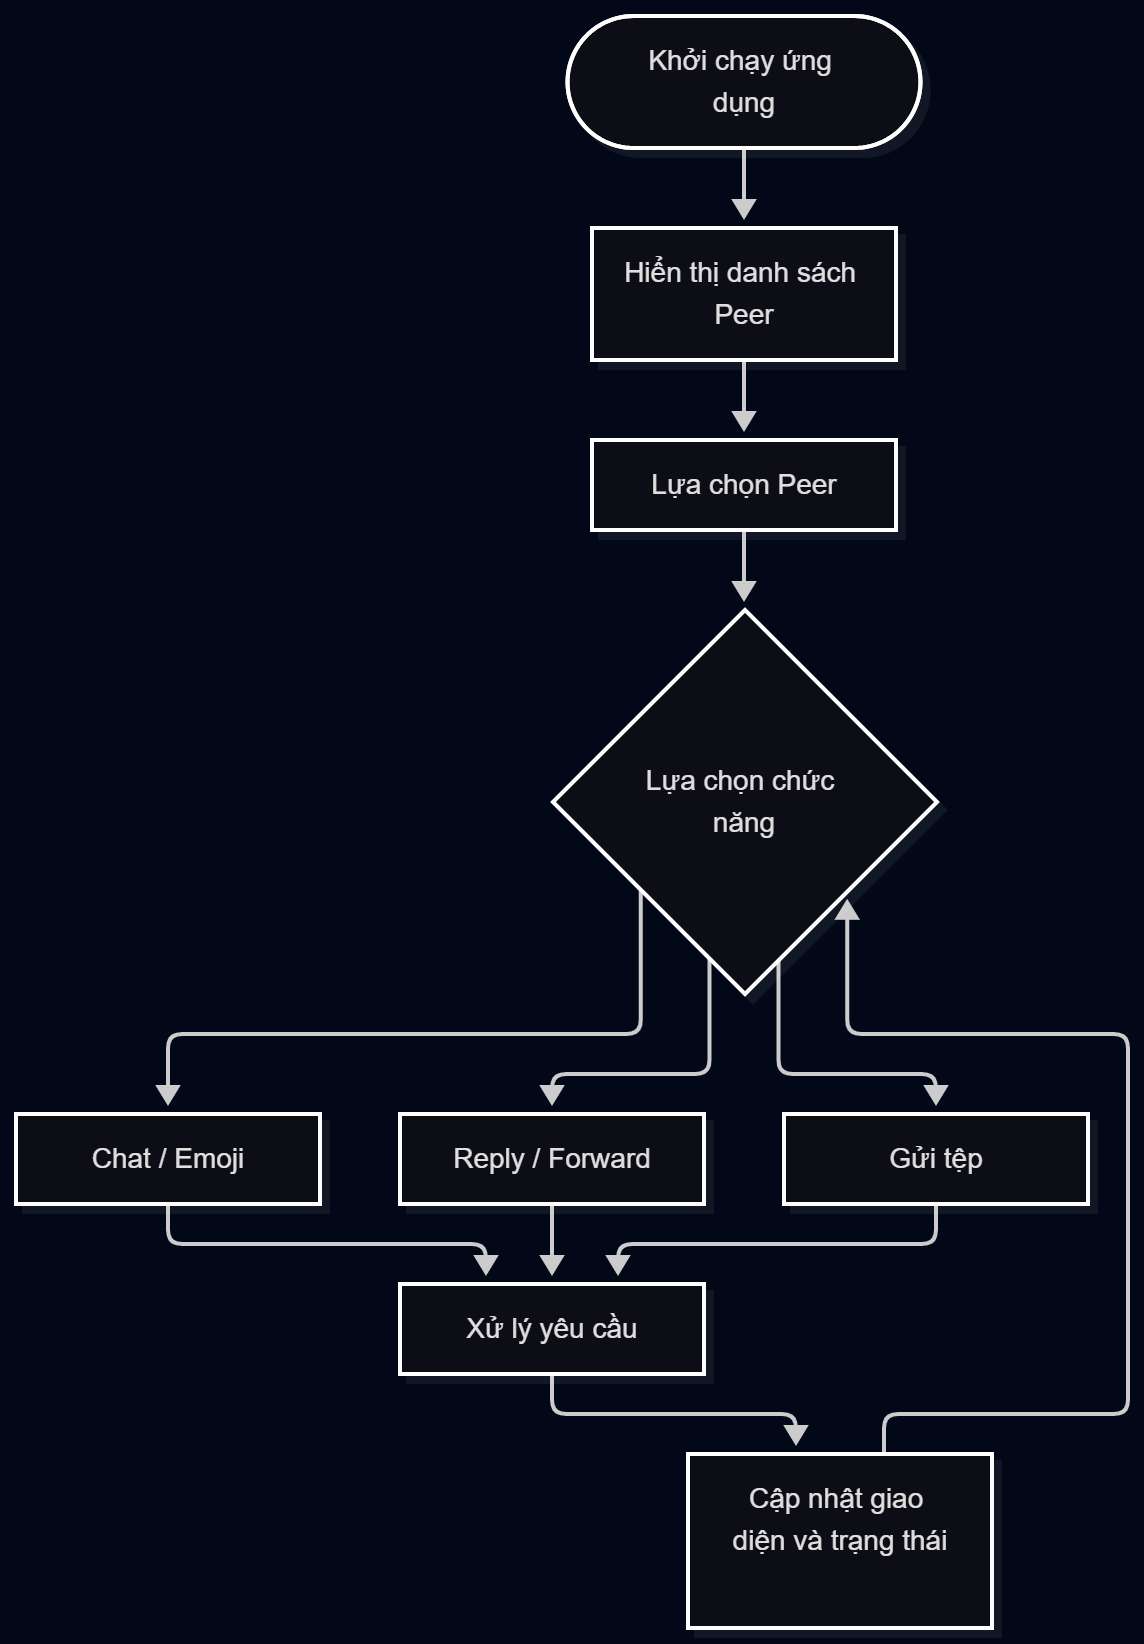 Khởi chạy ứng
dụng
Hiển thị danh sách
Peer
Lựa chọn Peer
Lựa chọn chức
năng
Chat / Emoji
Reply / Forward
Gửi tệp
Xử lý yêu cầu
Cập nhật giao
diện và trạng thái